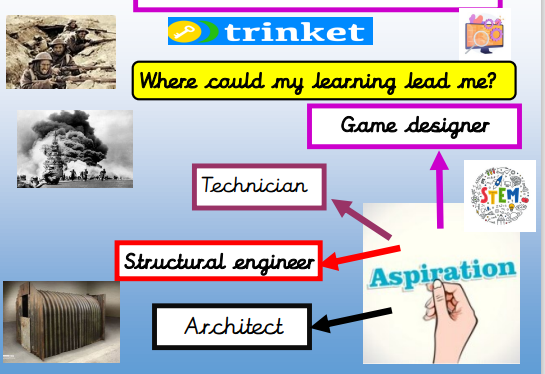 trinket
Where could my learning lead me?
Game designer
Technician
STEM
Structural engineer
Aspiration
Architect